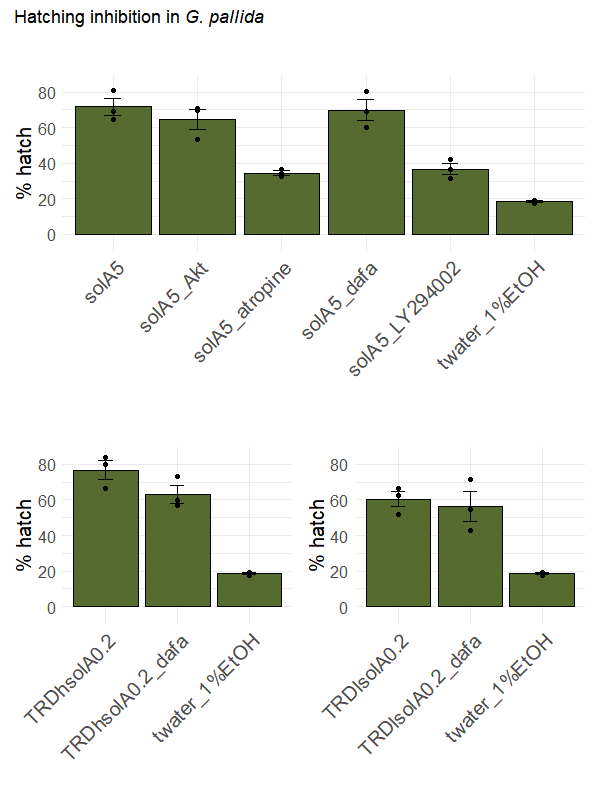 Hatching inhibition in G. pallida
% hatch
80
60
40
20
0
solA5
solA5_Akt
solA5_atropine
solA5_dafa
solA5_LY294002
twater_1%EtOH
% hatch
80
60
40
20
0
TRDhsolA0.2
TRDhsolA0.2_dafa
twater_1%EtOH
% hatch
80
60
40
20
0
TRDlsolA0.2
TRDlsolA0.2_dafa
twater_1%EtOH